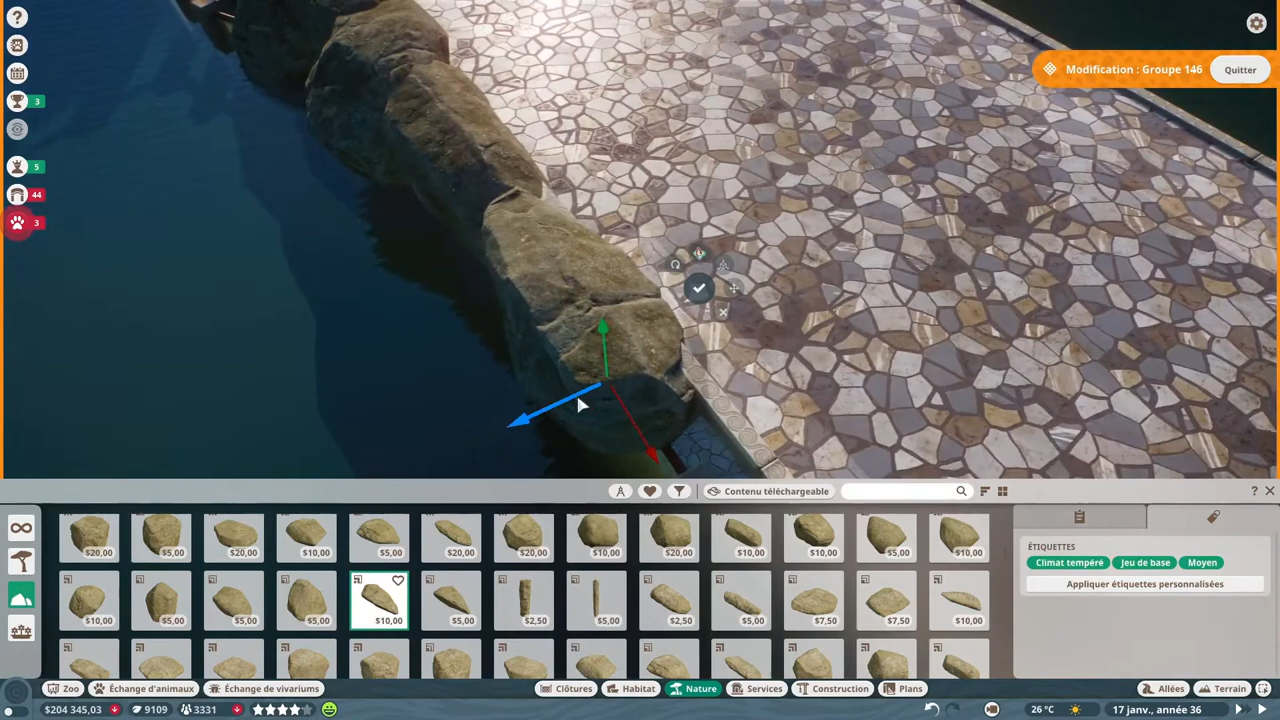 ?
3
5
44
3
Modification : Groupe 146
Quitter
Contenu téléchargeable
?
$20,00 $5,00 $20,00 $10,00 $5,00 $20,00 $20,00 $10,00 $20,00 $10,00 $10,00 $5,00 $10,00
$10,00 $5,00 $5,00 $5,00 $10,00 $5,00 $2,50 $5,00 $2,50 $5,00 $7,50 $7,50 $10,00
ÉTIQUETTES
Climat tempéré Jeu de base Moyen
Appliquer étiquettes personnalisées
Zoo Échange d'animaux Échange de vivariums Clôtures Habitat Nature Services Construction Plans Allées Terrain
$204 345,03 9109 3331 26 °C 17 janv., année 36